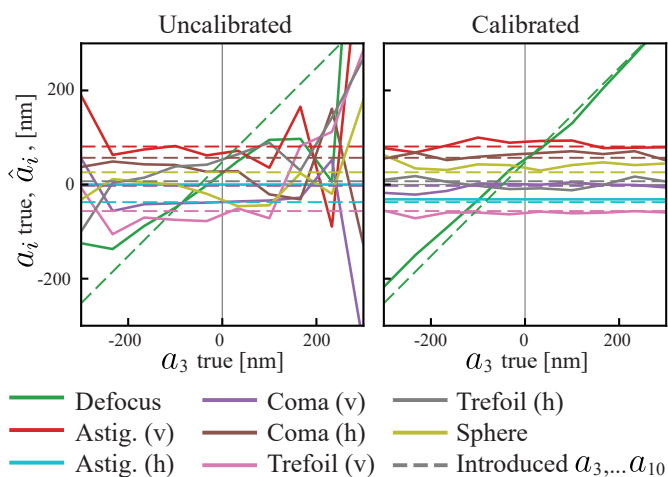 Uncalibrated Calibrated
200
0
-200
a_i true, â_i, [nm]
-200 0 200 -200 0 200
a_3 true [nm] a_3 true [nm]
Defocus Coma (v) Trefoil (h)
Astig. (v) Coma (h) Sphere
Astig. (h) Trefoil (v) Introduced a_3,... a_10